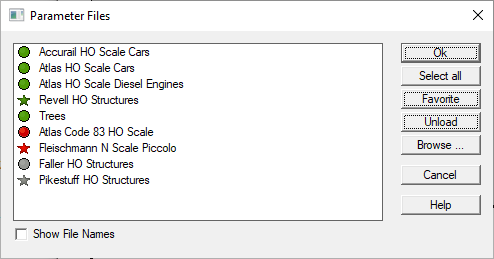 Parameter Files
Accurail HO Scale Cars
Atlas HO Scale Cars
Atlas HO Scale Diesel Engines
Revell HO Structures
Trees
Atlas Code 83 HO Scale
Fleischmann N Scale Piccolo
Faller HO Structures
Pikestuff HO Structures
Ok
Select all
Favorite
Unload
Browse ...
Cancel
Help
Show File Names